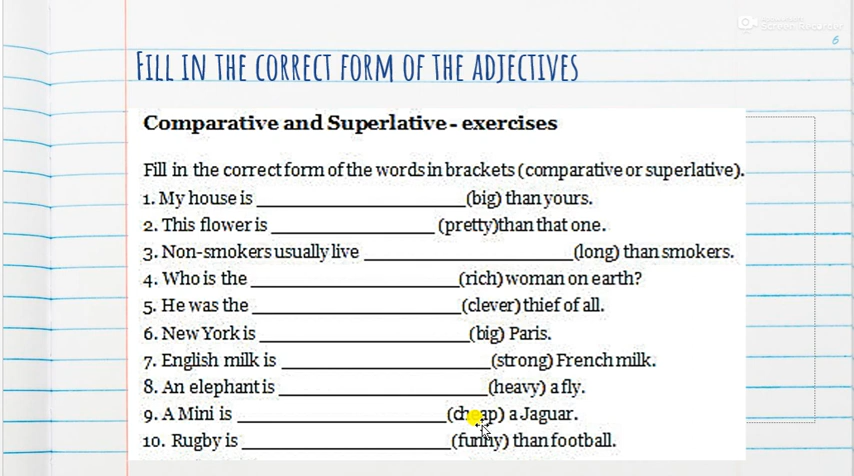 Screen Recorder
6
FILL IN THE CORRECT FORM OF THE ADJECTIVES
Comparative and Superlative - exercises
Fill in the correct form of the words in brackets (comparative or superlative).
1. My house is ____________________ (big) than yours.
2. This flower is ________________ (pretty)than that one.
3. Non-smokers usually live ____________________ (long) than smokers.
4. Who is the ____________________ (rich) woman on earth?
5. He was the ____________________ (clever) thief of all.
6. New York is ____________________ (big) Paris.
7. English milk is ____________________ (strong) French milk.
8. An elephant is ____________________ (heavy) a fly.
9. A Mini is ____________________ (cheap) a Jaguar.
10. Rugby is ____________________ (funny) than football.